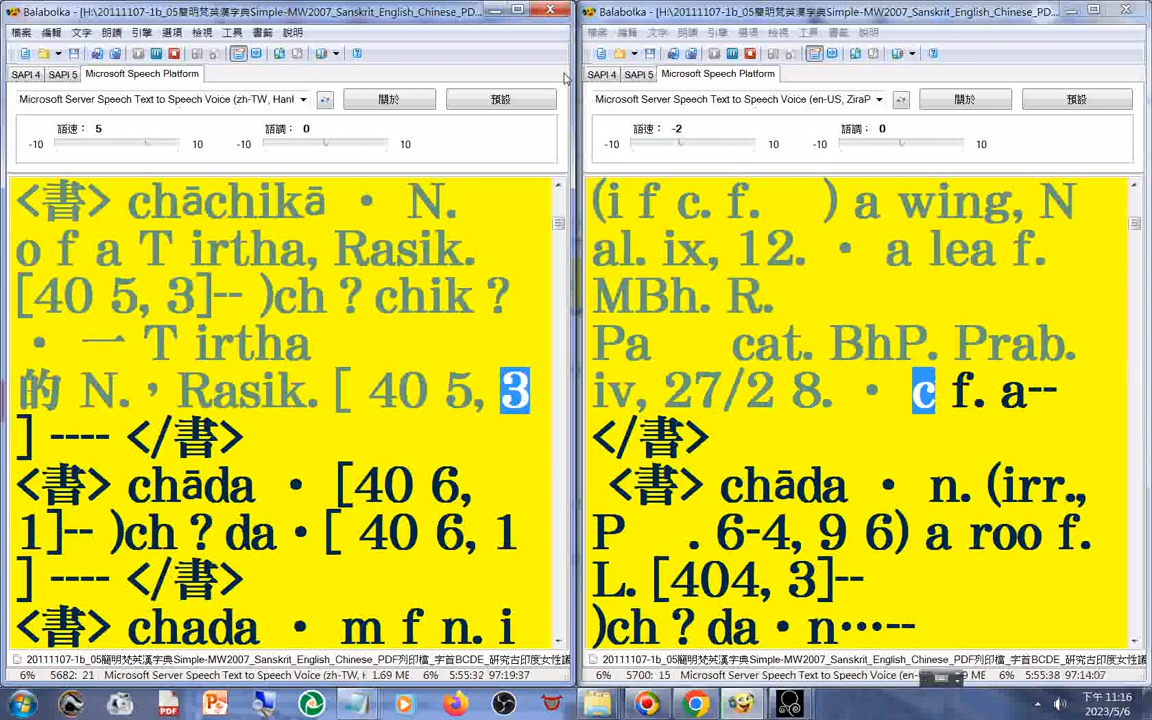 Balabolka - [H:\20111107-1b_05簡明梵英漢字典Simple-MW2007_Sanskrit_English_Chinese_PD...
檔案 編輯 文字 朗讀 引擎 選項 檢視 工具 書籤 說明
SAPI 4 SAPI 5 Microsoft Speech Platform
Microsoft Server Speech Text to Speech Voice (zh-TW, HanH 關於 預設
語速： 5 語調： 0
-10 10 -10 10
<書> chāchikā • N.
o f a T irtha, Rasik.
[40 5, 3]-- )ch ? chik ?
• 一 T irtha
的 N.，Rasik. [ 40 5, 3
] ---- </書>
<書> chāda • [40 6,
1]-- )ch ? da • [ 40 6, 1
] ---- </書>
<書> chada • m f n. i
20111107-1b_05簡明梵英漢字典Simple-MW2007_Sanskrit_English_Chinese_PDF列印檔_字首BCDE_研究古印度女性議
6% 5682: 21 Microsoft Server Speech Text to Speech Voice (zh-TW, H 1.69 ME 6% 5:55:32 97:19:37
Balabolka - [H:\20111107-1b_05簡明梵英漢字典Simple-MW2007_Sanskrit_English_Chinese_PD...
檔案 編輯 文字 朗讀 引擎 選項 檢視 工具 書籤 說明
SAPI 4 SAPI 5 Microsoft Speech Platform
Microsoft Server Speech Text to Speech Voice (en-US, ZiraP 關於 預設
語速： -2 語調： 0
-10 10 -10 10
(i f c. f. ) a wing, N
al. ix, 12. • a lea f.
MBh. R.
Pa cat. BhP. Prab.
iv, 27/2 8. • c f. a--
</書>
<書> chāda • n. (irr.,
P . 6-4, 9 6) a roo f.
L. [404, 3]--
)ch ? da • n…--
20111107-1b_05簡明梵英漢字典Simple-MW2007_Sanskrit_English_Chinese_PDF列印檔_字首BCDE_研究古印度女性議
6% 5700: 15 Microsoft Server Speech Text to Speech Voice ME 6% 5:58:38 97:14:07
下午 11:16
2023/5/6